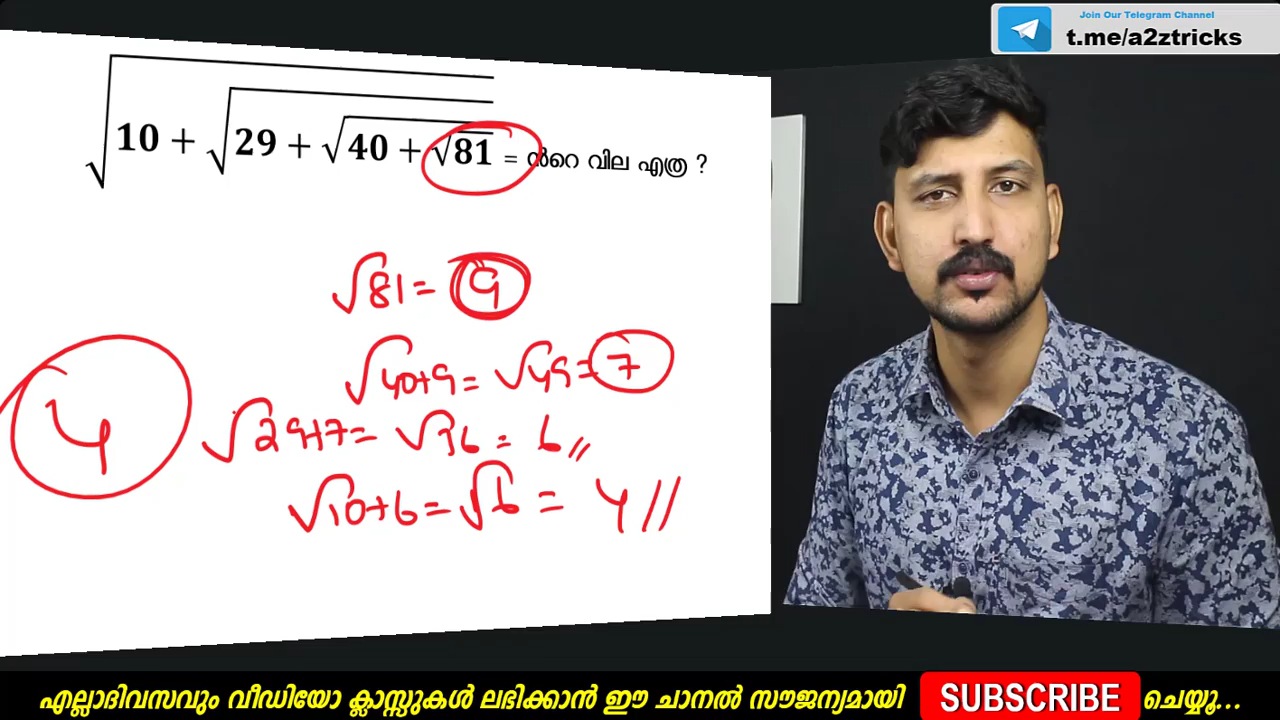 Join Our Telegram Channel
t.me/a2ztricks
√10 + √29 + √40 + √81 = ൻറെ വില എത്ര ?
√81 = 9
√40+9 = √49 = 7
√29+7 = √36 = 6 //
√10+6 = √16 = 4 //
4
എല്ലാദിവസവും വീഡിയോ ക്ലാസ്സുകൾ ലഭിക്കാൻ ഈ ചാനൽ സൗജന്യമായി SUBSCRIBE ചെയ്യൂ...